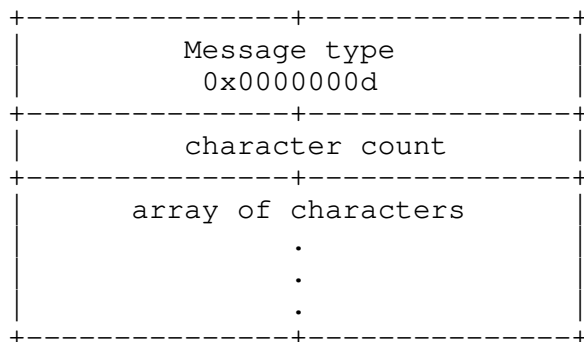 +---------------+---------------+
|          Message type         |
|           0x0000000d          |
+---------------+---------------+
|          character count      |
+---------------+---------------+
|       array of characters     |
|               .               |
|               .               |
|               .               |
+---------------+---------------+